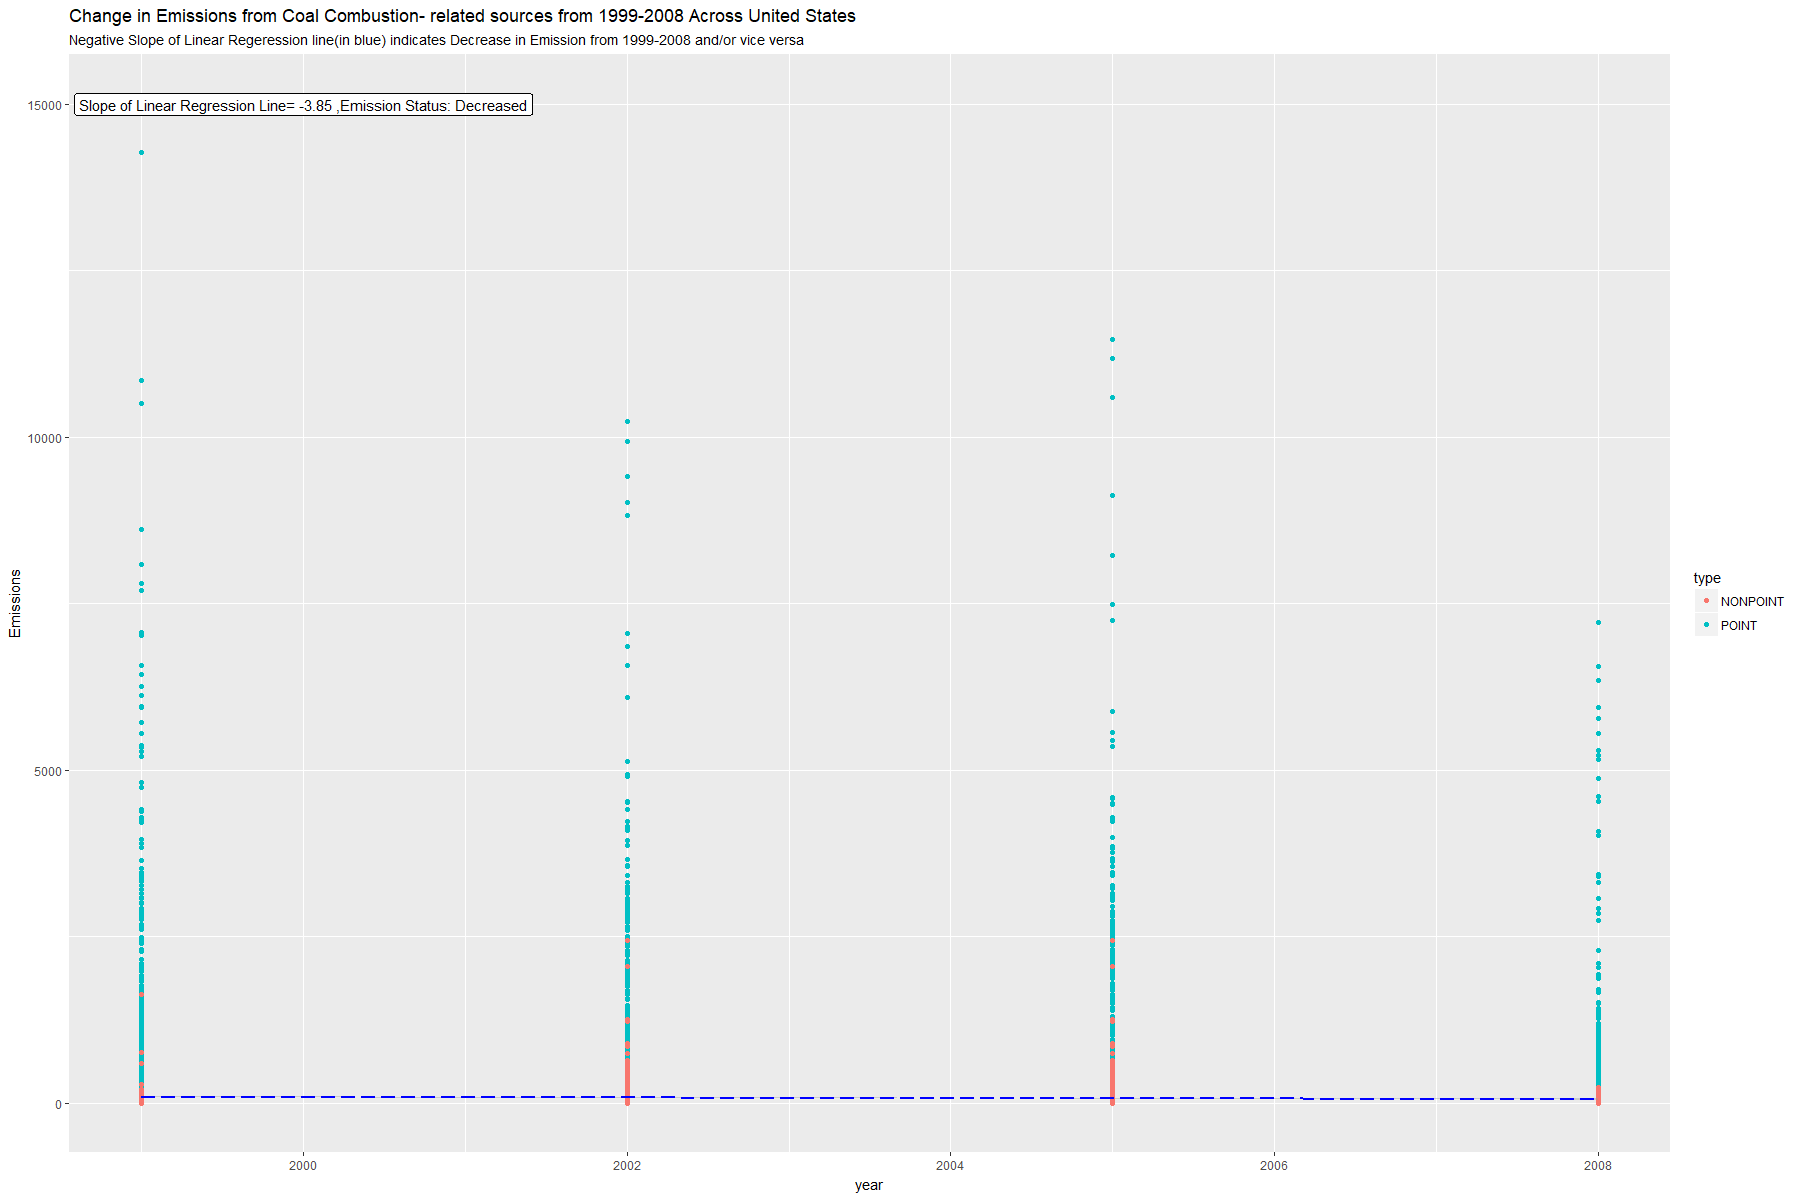 Change in Emissions from Coal Combustion- related sources from 1999-2008 Across United States
Negative Slope of Linear Regeression line(in blue) indicates Decrease in Emission from 1999-2008 and/or vice versa
Slope of Linear Regression Line= -3.85 ,Emission Status: Decreased
15000
10000
5000
0
Emissions
2000
2002
2004
2006
2008
year
type
NONPOINT
POINT